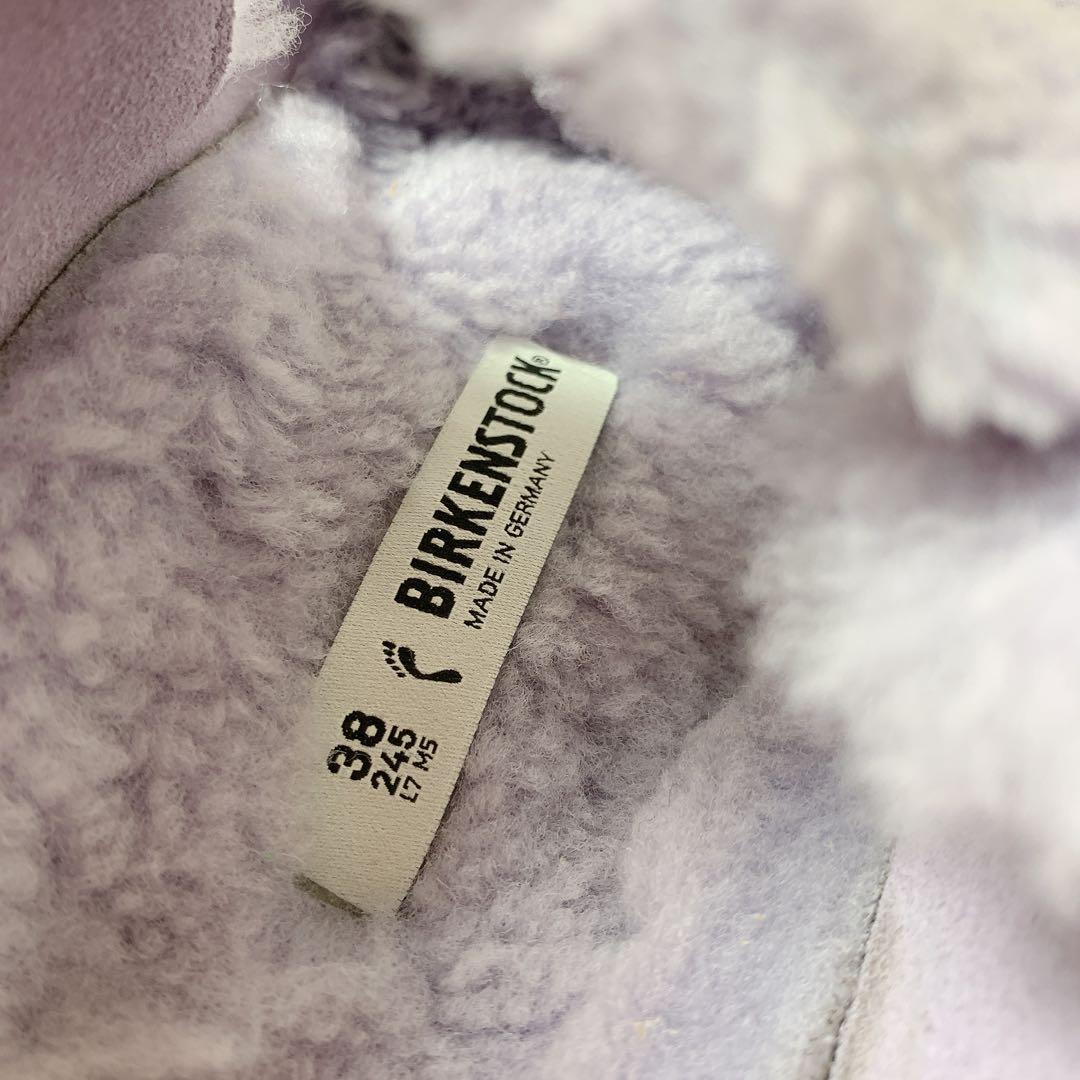 BIRKENSTOCK®
MADE IN GERMANY
38
245
L7 M5